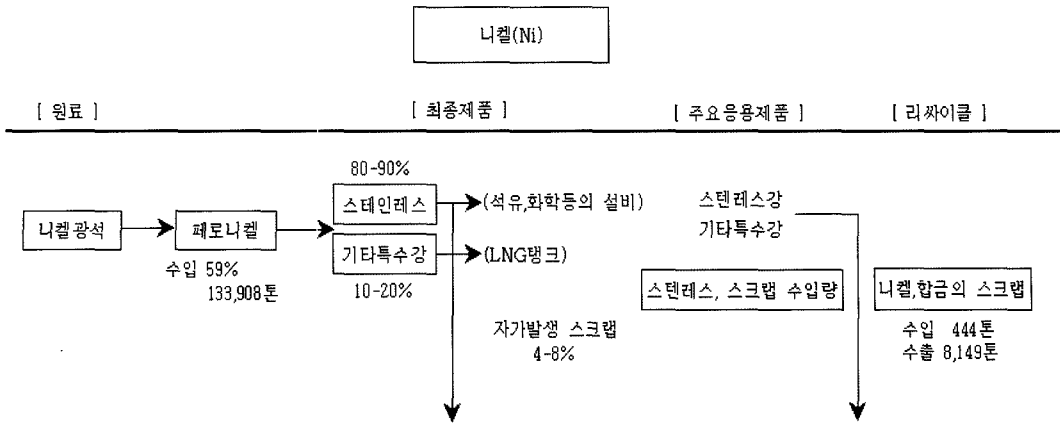 니켈(Ni)
[ 원료 ] [ 최종제품 ] [ 주요응용제품 ] [ 리싸이클 ]
80-90%
니켈광석 페로니켈 스테인레스 (석유,화학등의 설비) 스텐레스강
기타특수강 (LNG탱크) 기타특수강
수입 59%
133,908톤
10-20%
스텐레스, 스크랩 수입량 니켈,합금의 스크랩
자가발생 스크랩 수입 444톤
4-8% 수출 8,149톤